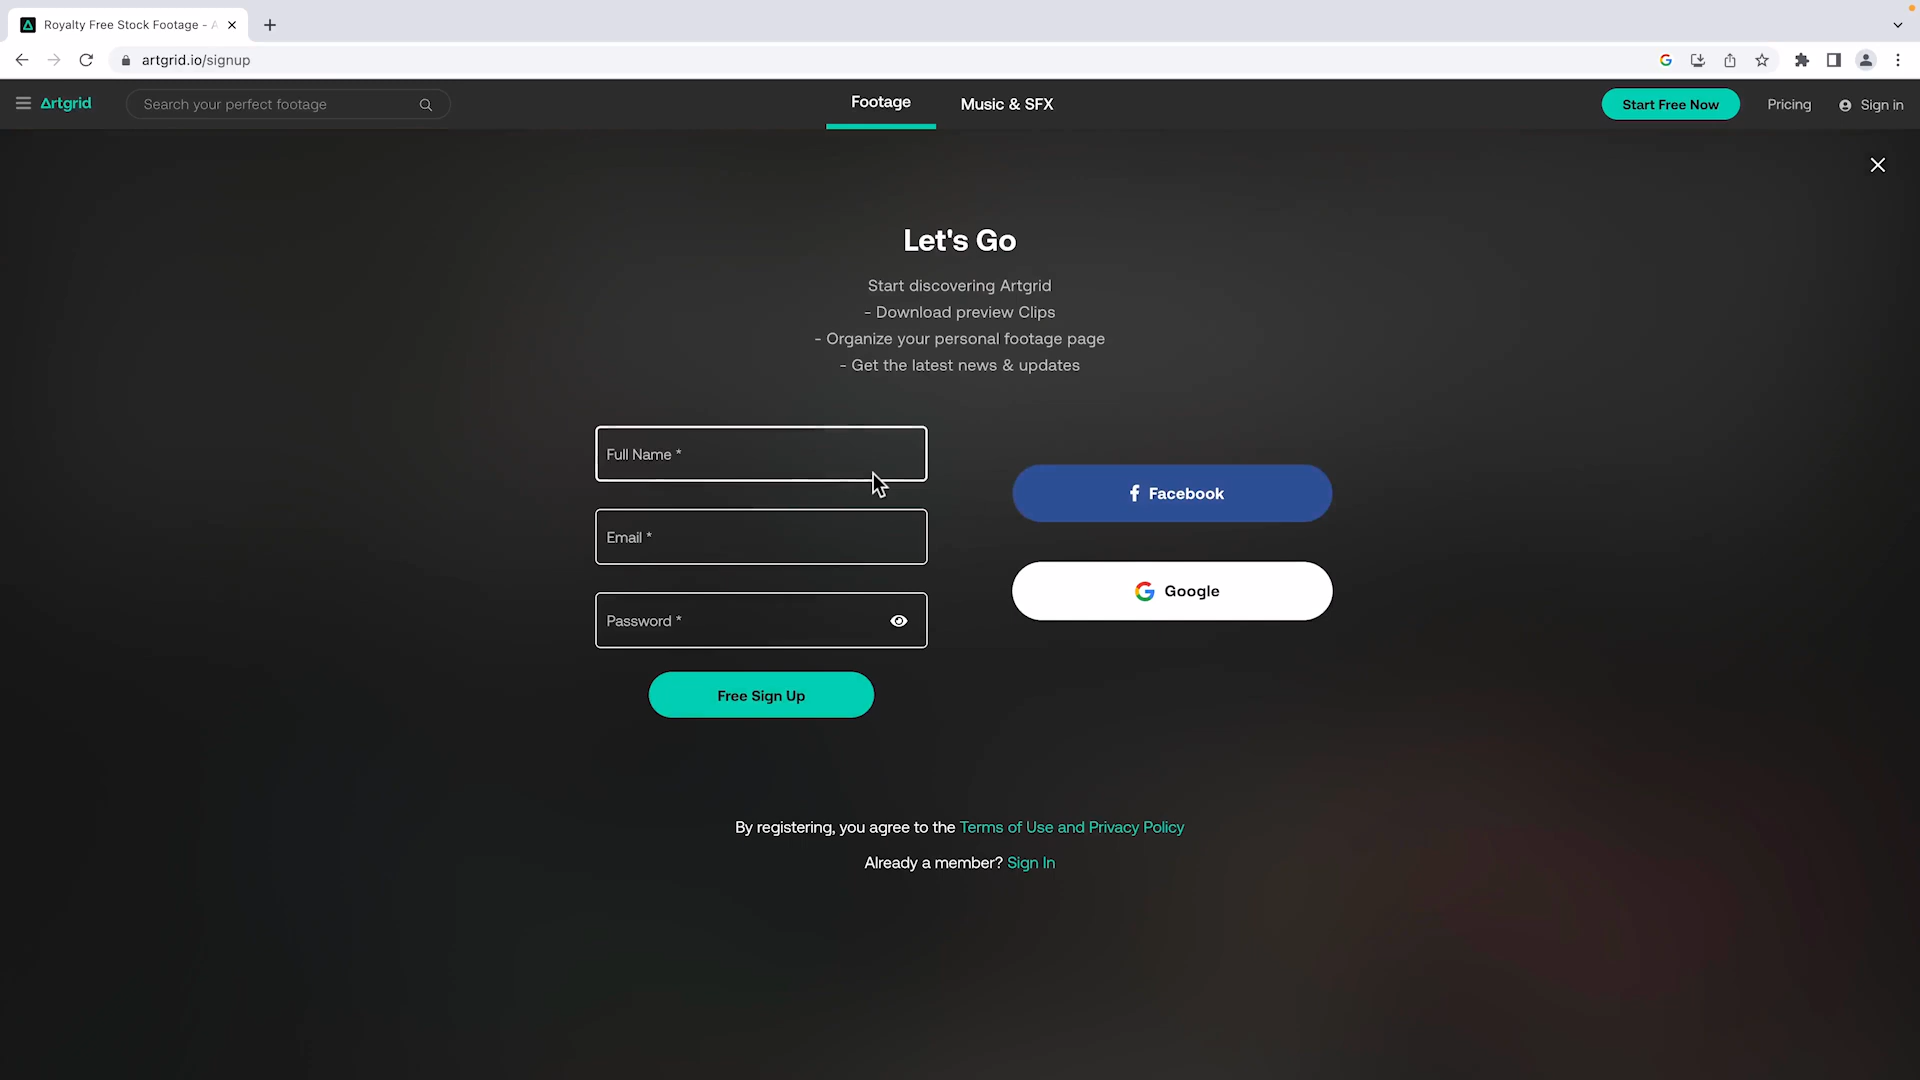 Royalty Free Stock Footage - A
artgrid.io/signup
Artgrid
Search your perfect footage
Footage
Music & SFX
Start Free Now
Pricing
Sign in
Let's Go
Start discovering Artgrid
- Download preview Clips
- Organize your personal footage page
- Get the latest news & updates
Full Name *
Email *
Password *
Free Sign Up
Facebook
Google
By registering, you agree to the Terms of Use and Privacy Policy
Already a member? Sign In